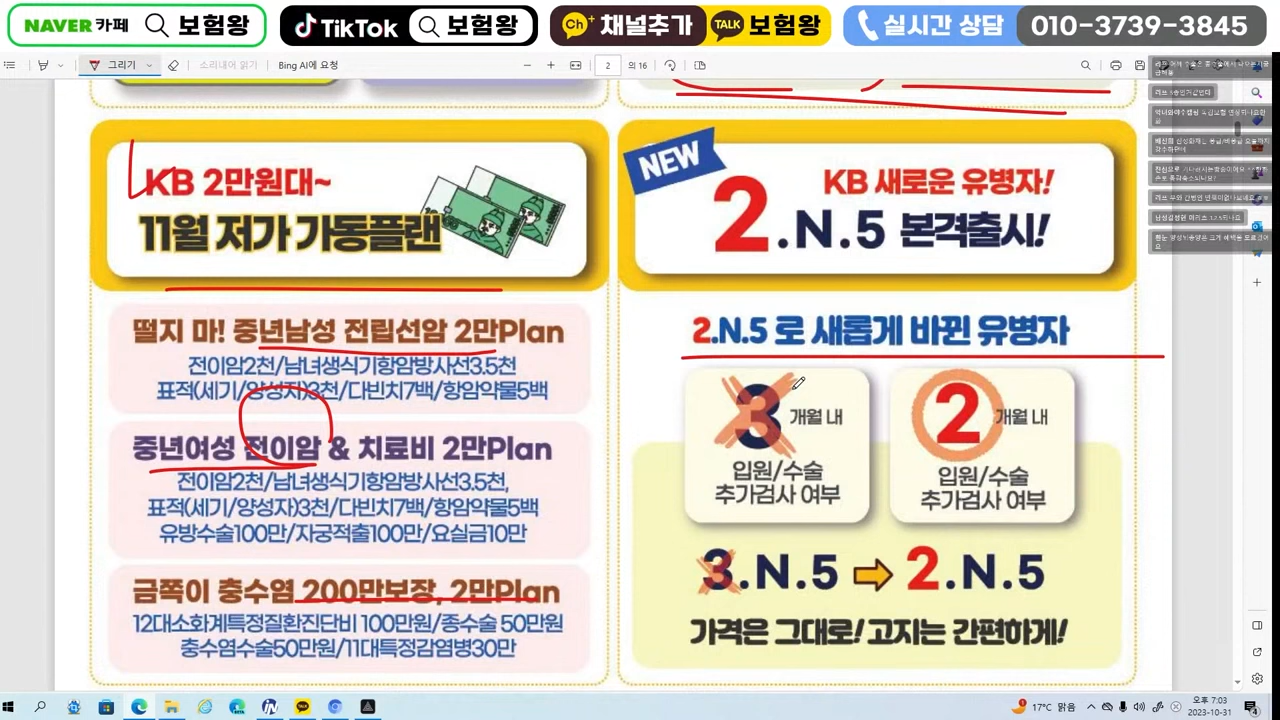 NAVER 카페 보험왕
TikTok 보험왕
Ch+ 채널추가 TALK 보험왕
실시간 상담 010-3739-3845
그리기
소리내어 읽기
Bing AI에 요청
2 의 16
KB 2만원대~
11월 저가 가동플랜
떨지 마! 중년남성 전립선암 2만Plan
전이암2천/남녀생식기항암방사선3.5천
표적(세기/양성자)3천/다빈치7백/항암약물5백
중년여성 전이암 & 치료비 2만Plan
전이암2천/남녀생식기항암방사선3.5천,
표적(세기/양성자)3천/다빈치7백/항암약물5백
유방수술100만/자궁적출100만/요실금10만
금쪽이 충수염 200만보장, 2만Plan
12대소화계특정질환진단비 100만원/종수술 50만원
충수염수술50만원/11대특정감염병30만
NEW
KB 새로운 유병자!
2.N.5 본격출시!
2.N.5 로 새롭게 바뀐 유병자
3 개월 내
입원/수술
추가검사 여부
2 개월 내
입원/수술
추가검사 여부
3.N.5 2.N.5
가격은 그대로! 고지는 간편하게!
17°C 맑음
오후 7:03
2023-10-31